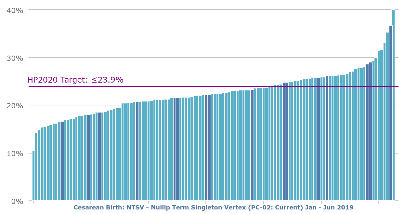 40%
30%
HP2020 Target: ≤23.9%
20%
10%
0%
Cesarean Birth: NTSV - Nullip Term Singleton Vertex (PC-02: Current) Jan - Jun 2019